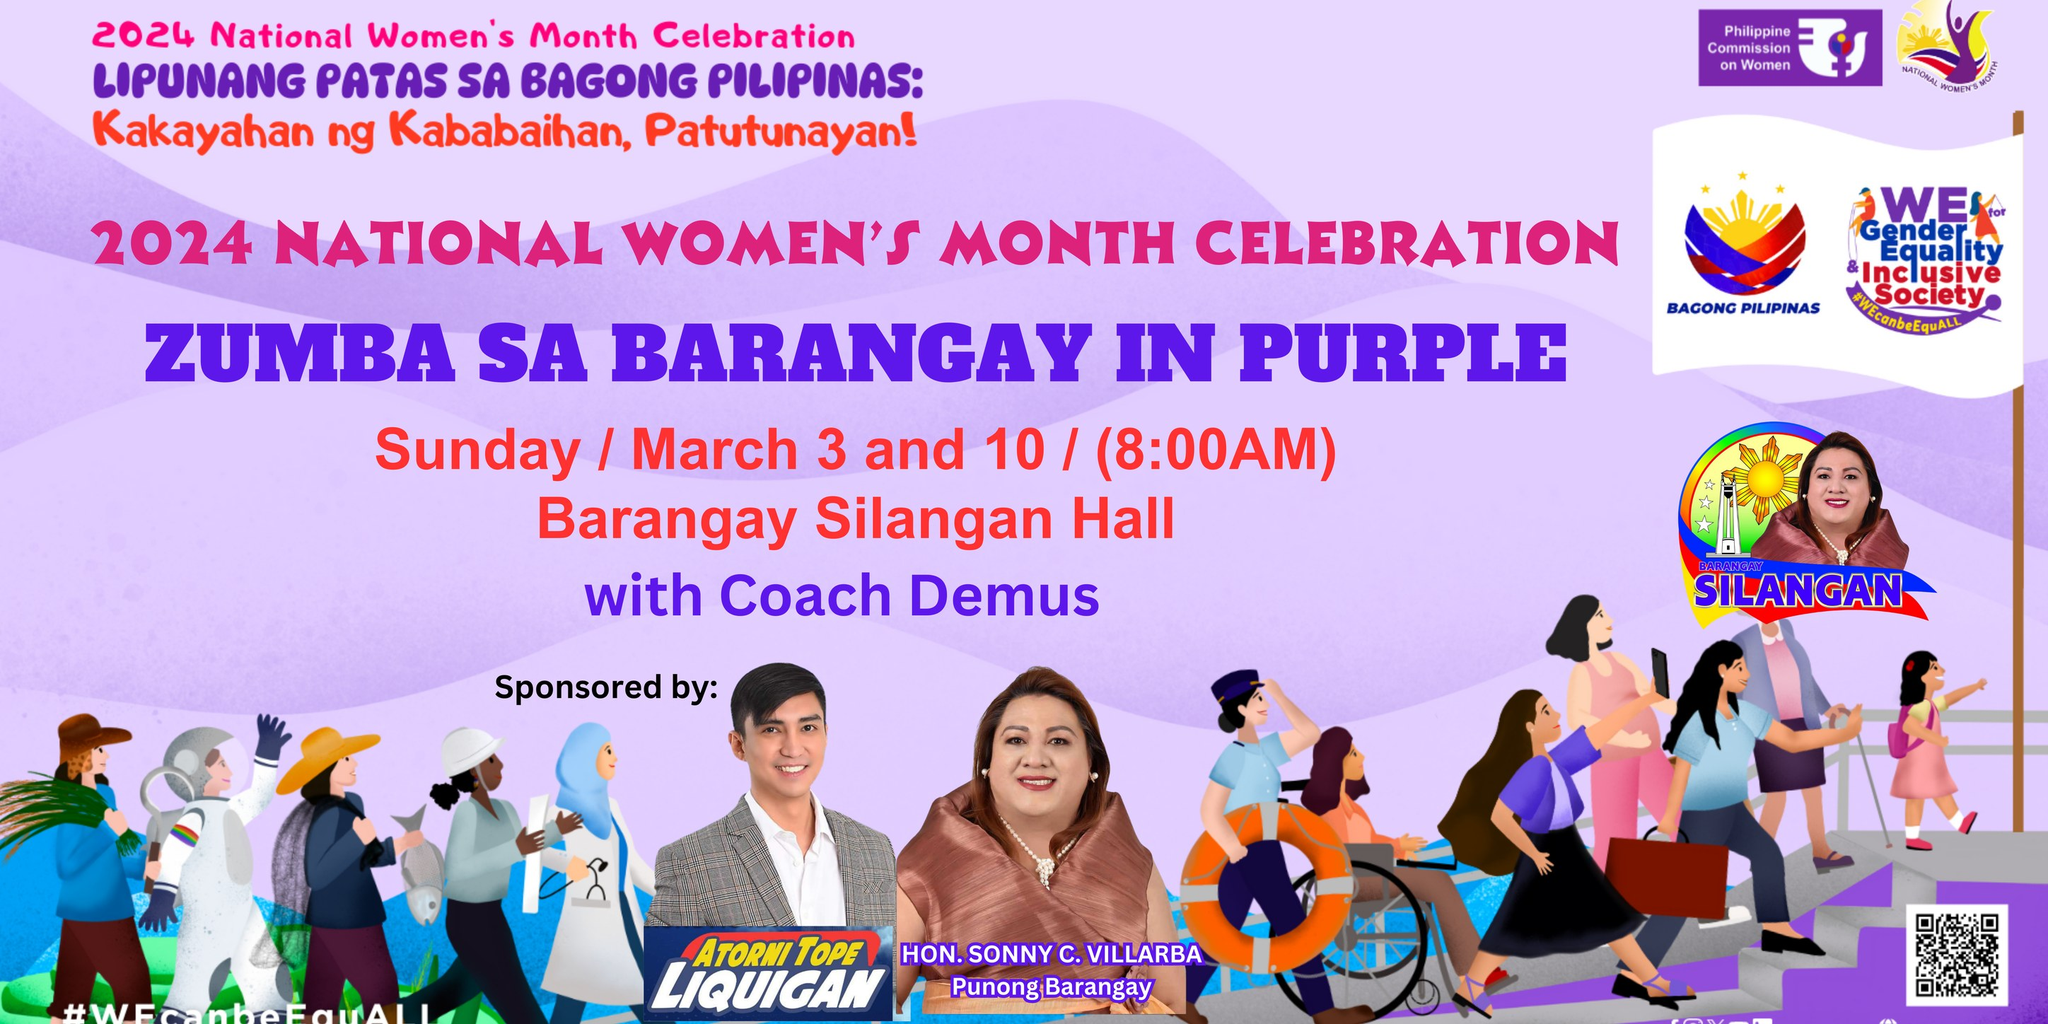 2024 National Women's Month Celebration
LIPUNANG PATAS SA BAGONG PILIPINAS:
Kakayahan ng Kababaihan, Patutunayan!
Philippine
Commission
on Women
NATIONAL WOMEN'S MONTH
2024 NATIONAL WOMEN'S MONTH CELEBRATION
ZUMBA SA BARANGAY IN PURPLE
Sunday / March 3 and 10 / (8:00AM)
Barangay Silangan Hall
with Coach Demus
BAGONG PILIPINAS
WE for
Gender
Equality
& Inclusive
Society
#WEcanbeEquALL
BARANGAY
SILANGAN
Sponsored by:
ATORNI TOPE
LIQUIGAN
HON. SONNY C. VILLARBA
Punong Barangay
#WEcanbeEquALL